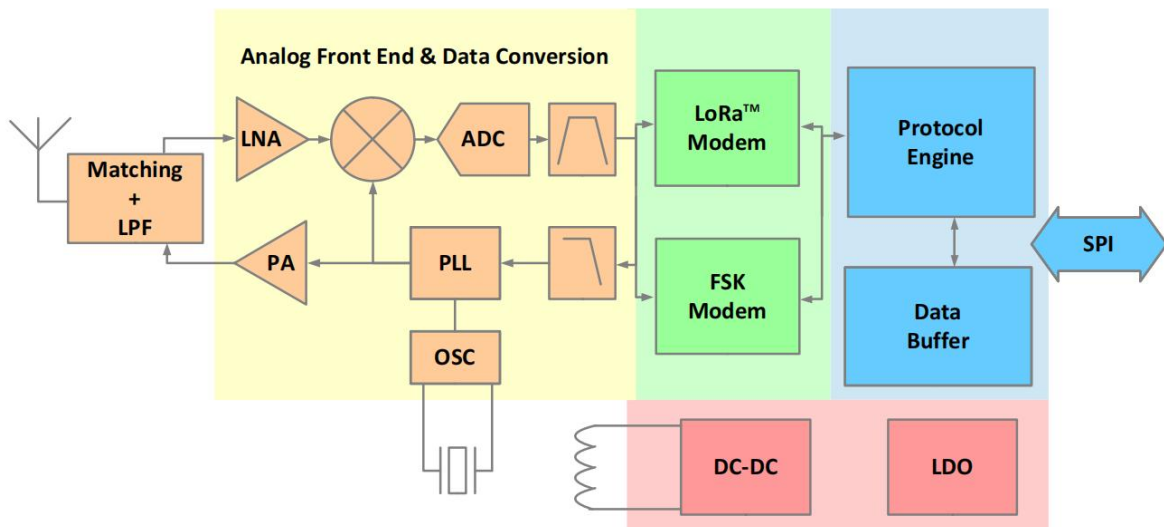 Analog Front End & Data Conversion
LNA
ADC
LoRa™
Modem
Protocol
Engine
Matching
+
LPF
PA
PLL
FSK
Modem
SPI
Data
Buffer
OSC
DC-DC
LDO